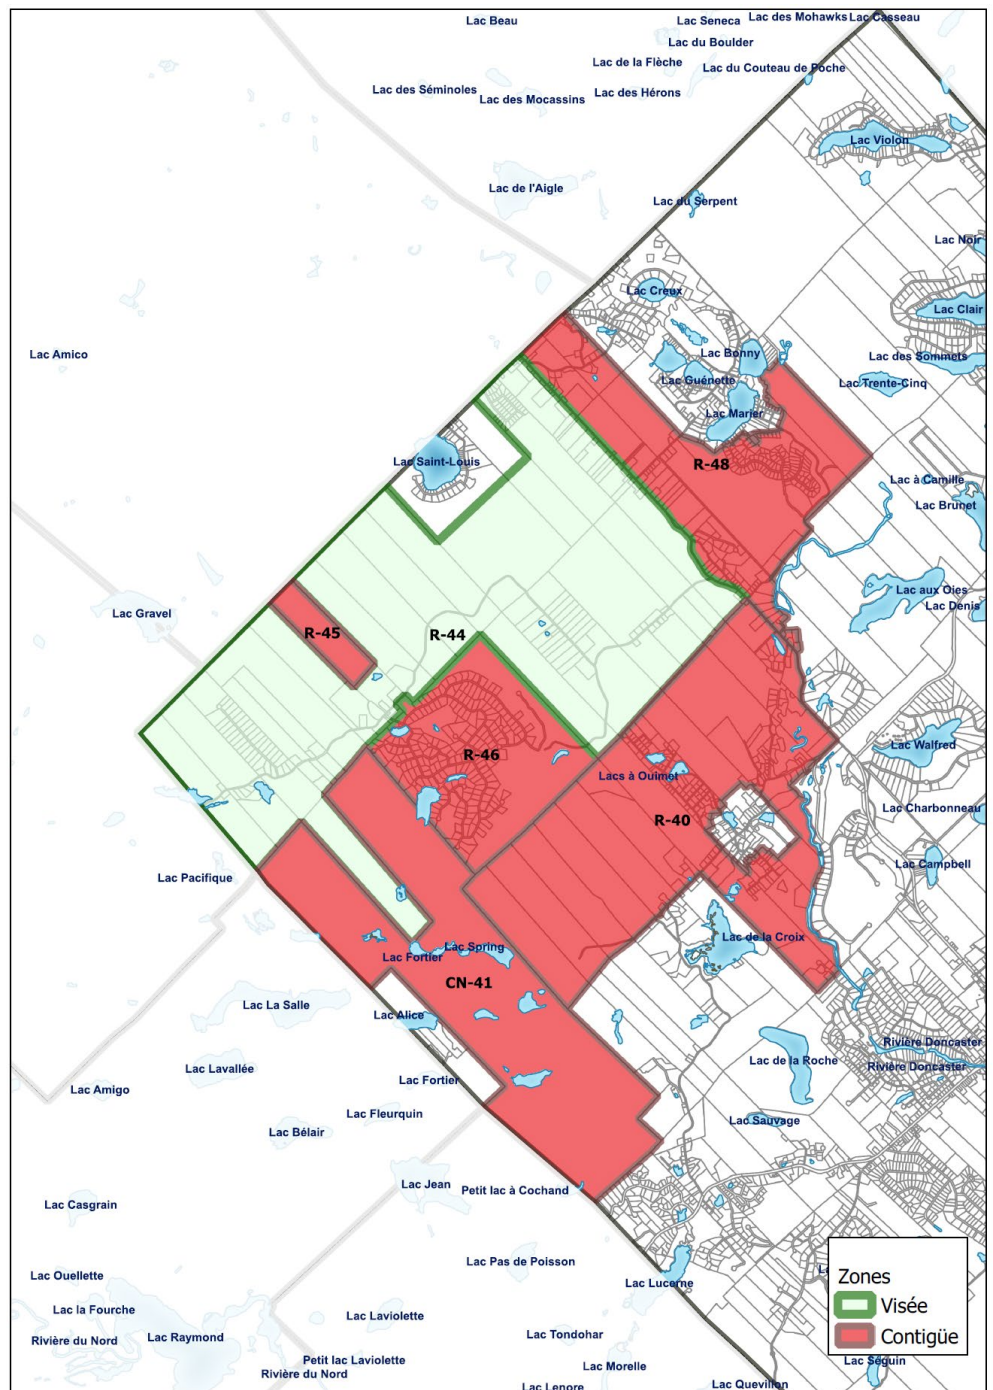 Lac Beau
Lac Seneca
Lac des Mohawks
Lac Casseau
Lac du Boulder
Lac de la Flèche
Lac du Couteau de Poche
Lac des Séminoles
Lac des Mocassins
Lac des Hérons
Lac Violon
Lac de l'Aigle
Lac du Serpent
Lac Noir
Lac Creux
Lac Clair
Lac Amico
Lac Bonny
Lac des Sommets
Lac Guénette
Lac Trente-Cinq
Lac Marier
Lac Saint-Louis
R-48
Lac à Camille
Lac Brunet
Lac aux Oies
Lac Denis
Lac Gravel
R-45
R-44
R-46
Lac Walfred
Lacs à Ouimet
Lac Charbonneau
R-40
Lac Campbell
Lac Pacifique
Lac de la Croix
Lac Spring
Lac Fortier
CN-41
Lac La Salle
Lac Alice
Rivière Doncaster
Lac de la Roche
Lac Lavallée
Rivière Doncaster
Lac Fortier
Lac Amigo
Lac Fleurquin
Lac Sauvage
Lac Bélair
Lac Jean
Petit lac à Cochand
Lac Casgrain
Lac Pas de Poisson
Lac Ouellette
Lac Lucerne
Zones
Visée
Contigüe
Lac la Fourche
Lac Laviolette
Rivière du Nord
Lac Raymond
Lac Tondohar
Petit lac Laviolette
Lac Séguin
Rivière du Nord
Lac Morelle
Lac Lenore
Lac Quevillon